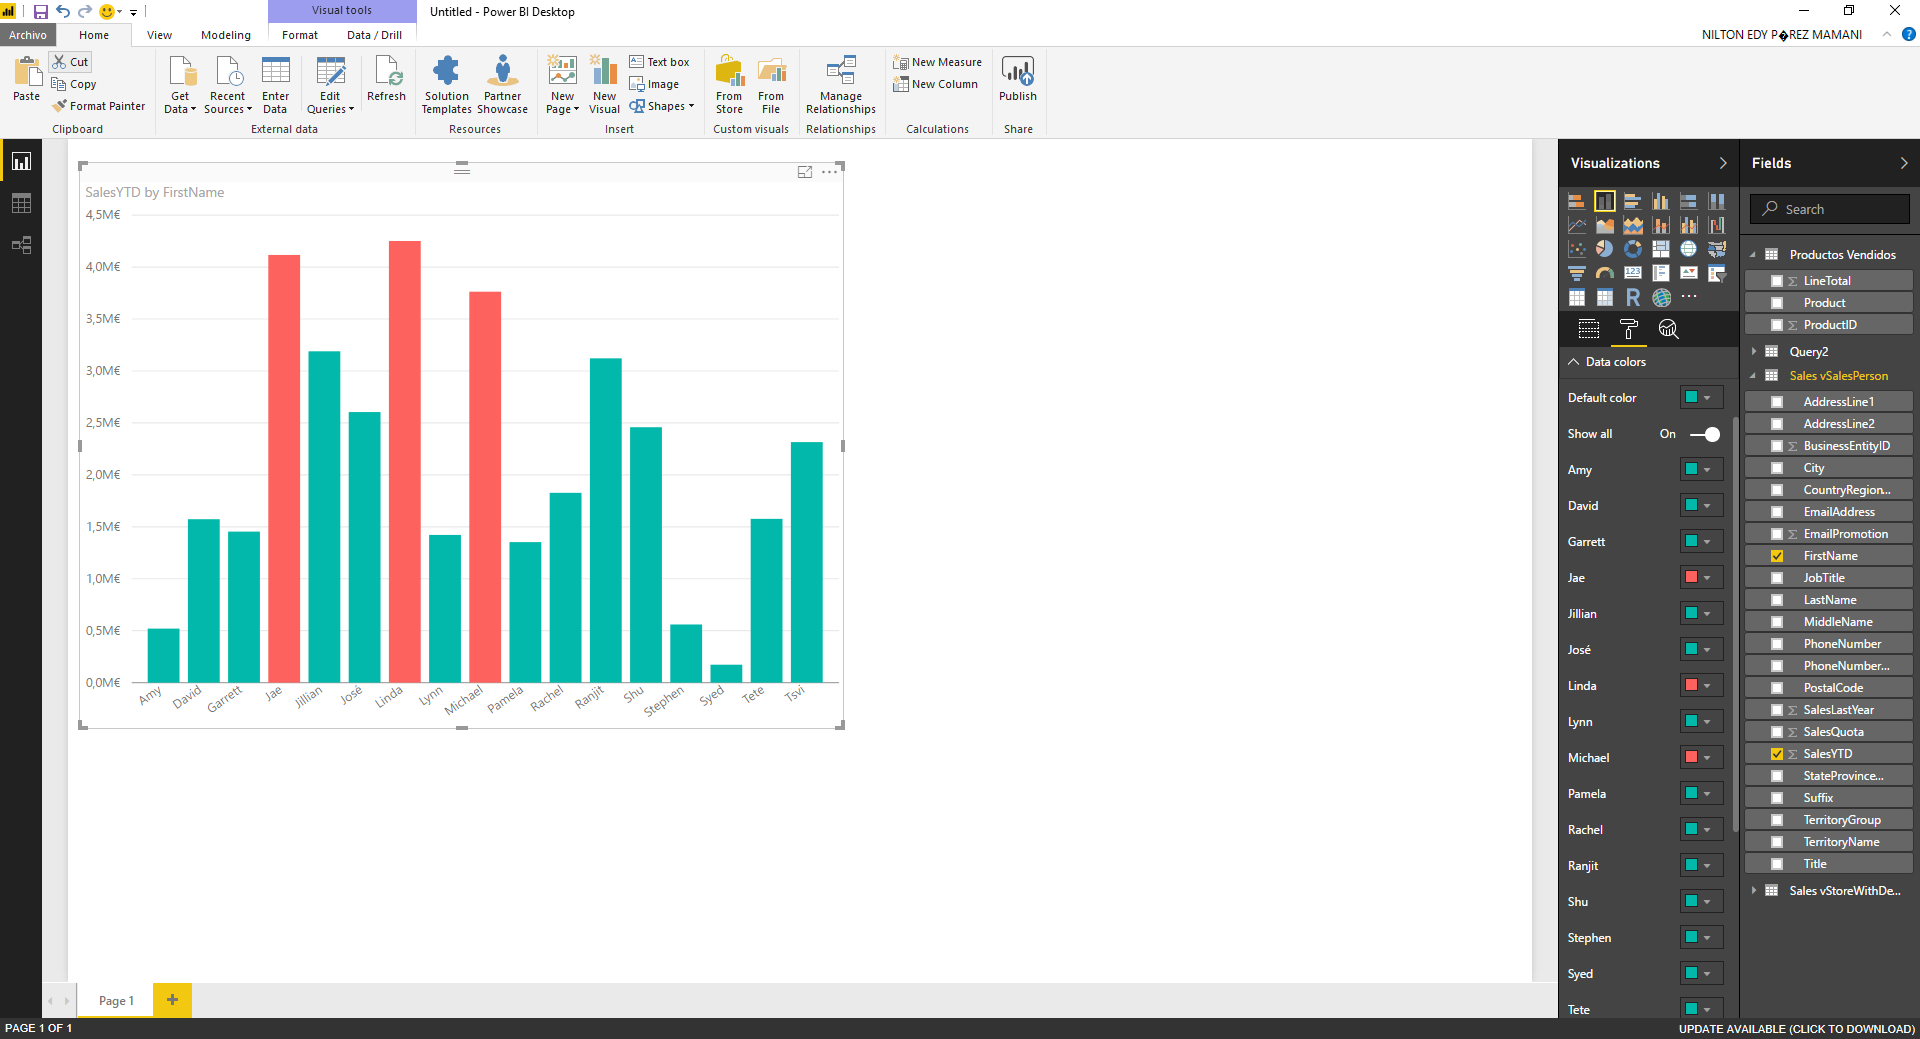 Visual tools
Untitled - Power BI Desktop
Archivo
Home
View
Modeling
Format
Data / Drill
NILTON EDY P�REZ MAMANI
Paste
Cut
Copy
Format Painter
Clipboard
Get Data
Recent Sources
Enter Data
Edit Queries
External data
Refresh
Solution Templates
Partner Showcase
Resources
New Page
New Visual
Text box
Image
Shapes
Insert
From Store
From File
Custom visuals
Manage Relationships
Relationships
New Measure
New Column
Calculations
Publish
Share
SalesYTD by FirstName
4,5M€
4,0M€
3,5M€
3,0M€
2,5M€
2,0M€
1,5M€
1,0M€
0,5M€
0,0M€
Amy
David
Garrett
Jae
Jillian
José
Linda
Lynn
Michael
Pamela
Rachel
Ranjit
Shu
Stephen
Syed
Tete
Tsvi
Visualizations
123
R
Data colors
Default color
Show all
On
Amy
David
Garrett
Jae
Jillian
José
Linda
Lynn
Michael
Pamela
Rachel
Ranjit
Shu
Stephen
Syed
Tete
Fields
Search
Productos Vendidos
LineTotal
Product
ProductID
Query2
Sales vSalesPerson
AddressLine1
AddressLine2
BusinessEntityID
City
CountryRegion...
EmailAddress
EmailPromotion
FirstName
JobTitle
LastName
MiddleName
PhoneNumber
PhoneNumber...
PostalCode
SalesLastYear
SalesQuota
SalesYTD
StateProvince...
Suffix
TerritoryGroup
TerritoryName
Title
Sales vStoreWithDe...
Page 1
PAGE 1 OF 1
UPDATE AVAILABLE (CLICK TO DOWNLOAD)